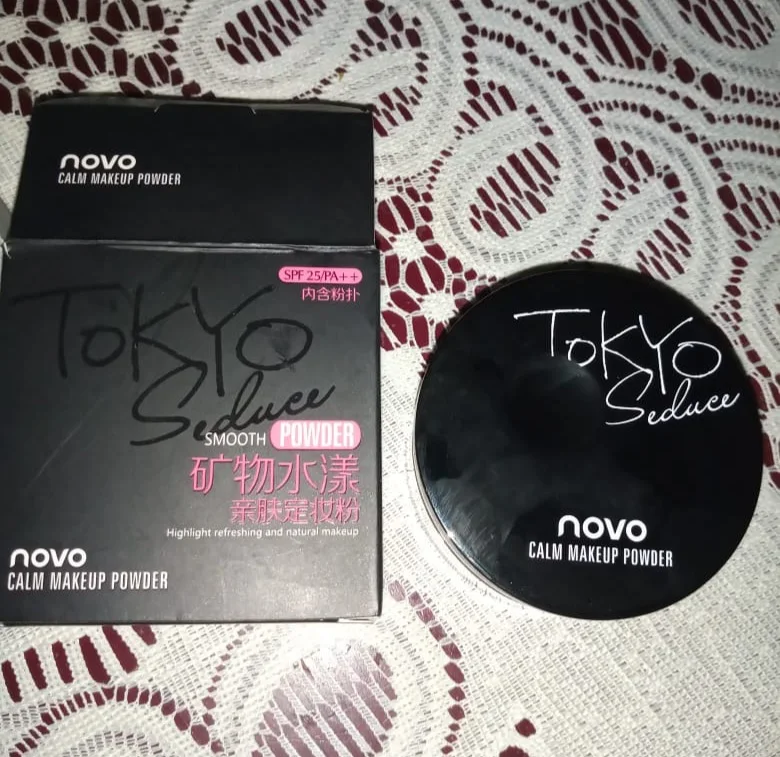 novo
CALM MAKEUP POWDER
SPF 25/PA++
内含粉扑
TOKYO
Seduce
SMOOTH POWDER
矿物水漾
亲肤定妆粉
Highlight refreshing and natural makeup
novo
CALM MAKEUP POWDER
TOKYO
Seduce
novo
CALM MAKEUP POWDER